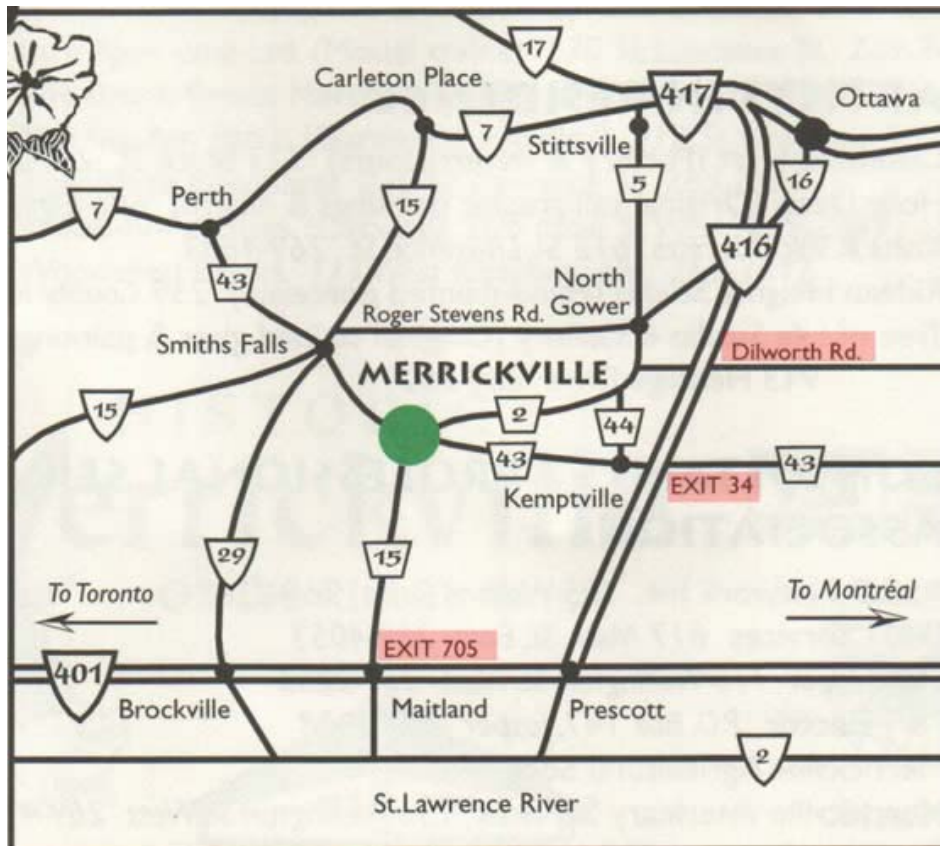 17
Carleton Place
417
Ottawa
7
Stittsville
Perth
5
16
7
15
416
43
North
Gower
Roger Stevens Rd.
Smiths Falls
Dilworth Rd.
MERRICKVILLE
15
2
44
43
43
Kemptville
EXIT 34
29
15
To Toronto
To Montréal
EXIT 705
401
Brockville
Maitland
Prescott
2
St.Lawrence River